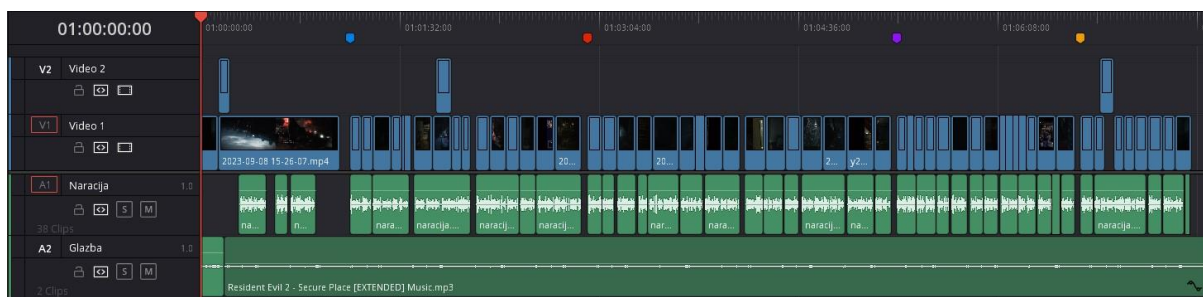 01:00:00:00
01:00:00:00 01:01:32:00 01:03:04:00 01:04:36:00 01:06:08:00
V2 Video 2
V1 Video 1
2023-09-08 15-26-07.mp4 20... 20... 2... y2...
A1 Naracija 1.0
S M
38 Clips
na... n... nara... naracija.... naracij... naracij... nar... nara... naracij... na... naracija....
A2 Glazba 1.0
S M
2 Clips
Resident Evil 2 - Secure Place [EXTENDED] Music.mp3